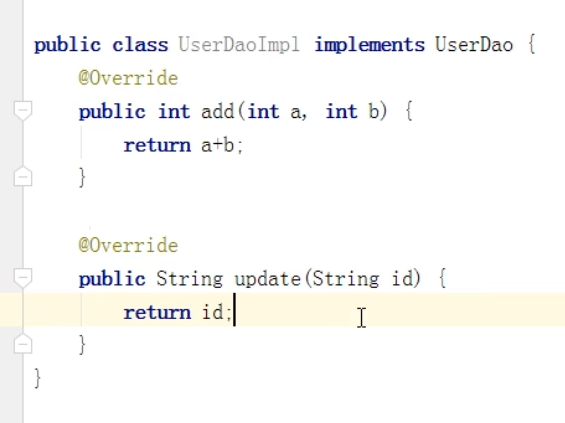 public class UserDaoImpl implements UserDao {
@Override
public int add(int a, int b) {
return a+b;
}
@Override
public String update(String id) {
return id;
}
}